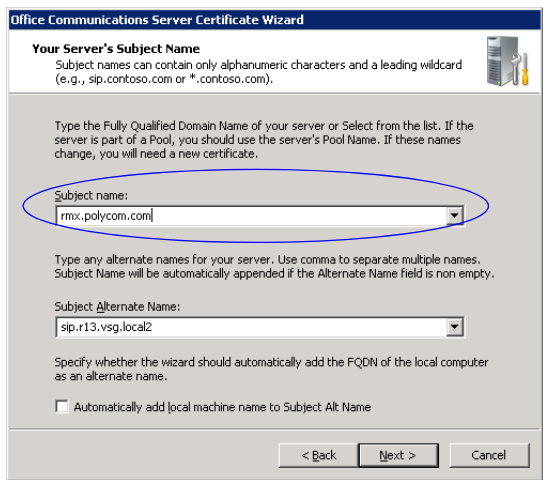 Office Communications Server Certificate Wizard
Your Server's Subject Name
Subject names can contain only alphanumeric characters and a leading wildcard
(e.g., sip.contoso.com or *.contoso.com).
Type the Fully Qualified Domain Name of your server or Select from the list. If the
server is part of a Pool, you should use the server's Pool Name. If these names
change, you will need a new certificate.
Subject name:
rmx.polycom.com
Type any alternate names for your server. Use comma to separate multiple names.
Subject Name will be automatically appended if the Alternate Name field is non empty.
Subject Alternate Name:
sip.r13.vsg.local2
Specify whether the wizard should automatically add the FQDN of the local computer
as an alternate name.
Automatically add local machine name to Subject Alt Name
< Back Next > Cancel